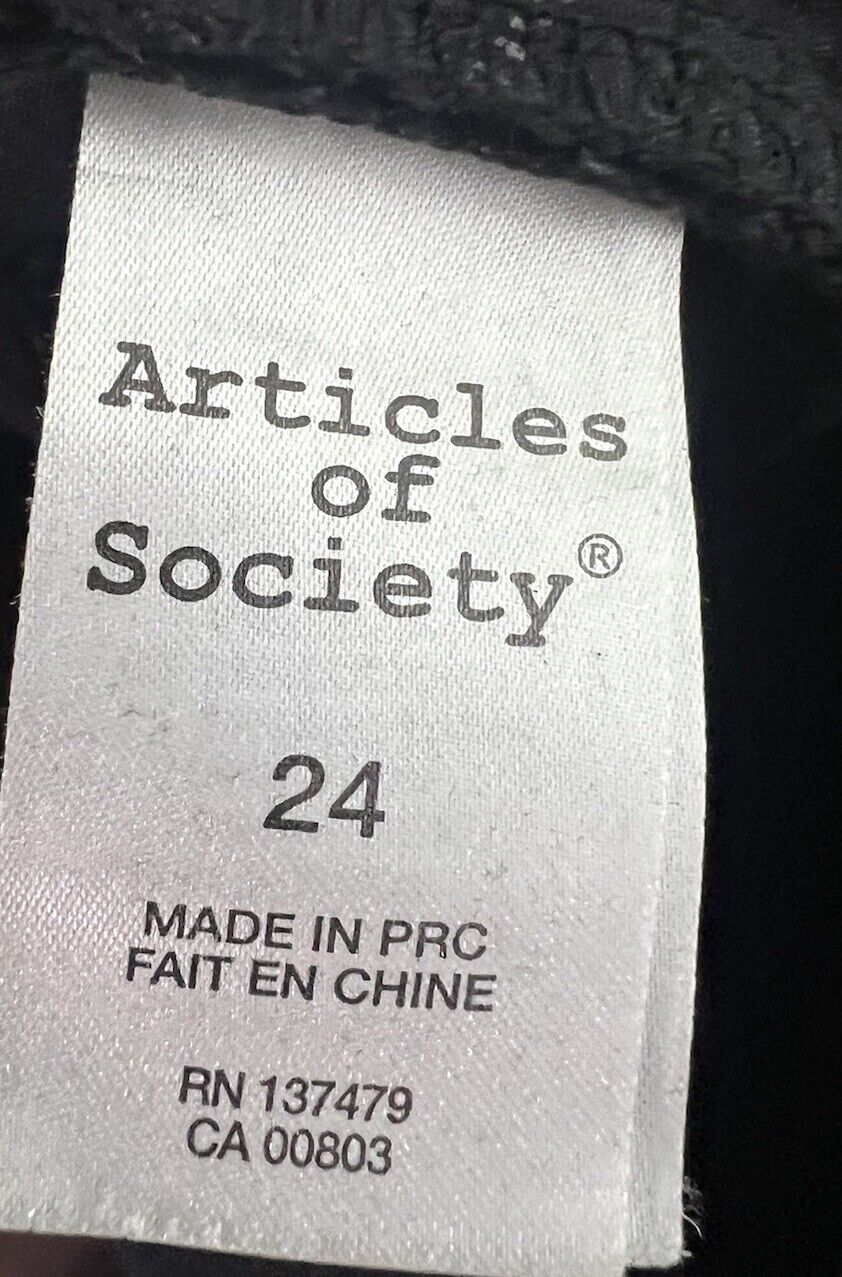 Articles
of
Society®
24
MADE IN PRC
FAIT EN CHINE
RN 137479
CA 00803